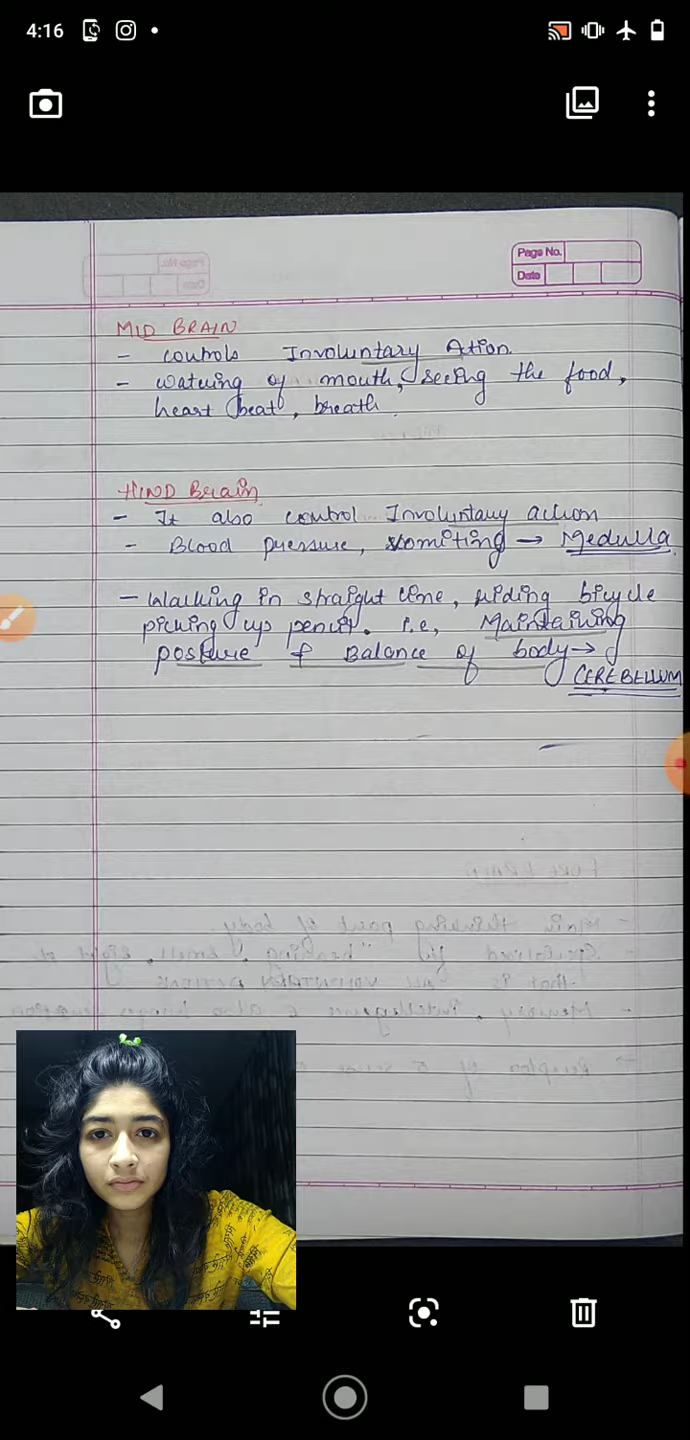 4:16
Page No.
Date
MID BRAIN
- controls Involuntary Action.
- watering of mouth, seeing the food,
heart beat, breath.
HIND Brain
- It also control Involuntary action
- Blood pressure, vomiting → Medulla
- Walking in straight line, riding bicycle
picking up pencil. i.e, Maintaining
posture & Balance of body →
CEREBELLUM